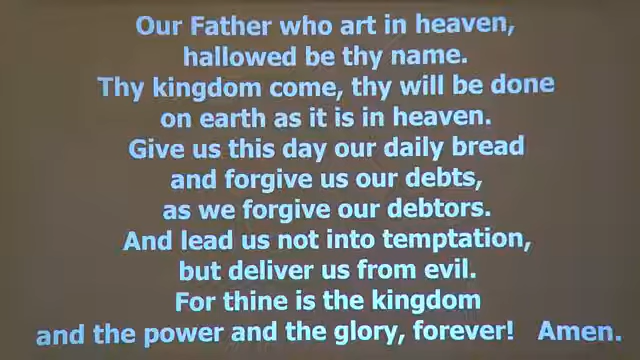 Our Father who art in heaven,
hallowed be thy name.
Thy kingdom come, thy will be done
on earth as it is in heaven.
Give us this day our daily bread
and forgive us our debts,
as we forgive our debtors.
And lead us not into temptation,
but deliver us from evil.
For thine is the kingdom
and the power and the glory, forever!   Amen.